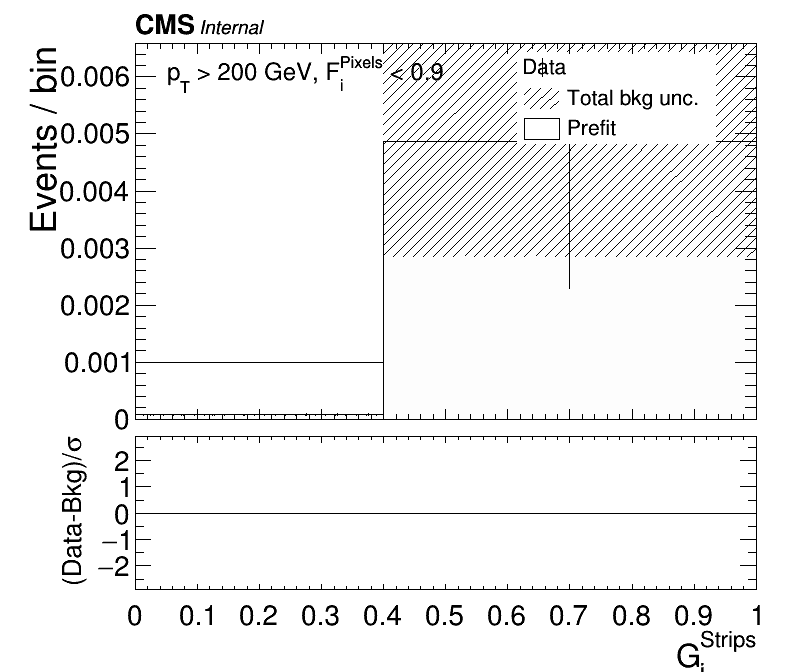 CMS Internal
p_T > 200 GeV, F_i^Pixels < 0.9
Data
Total bkg unc.
Prefit
Events / bin
0.006
0.005
0.004
0.003
0.002
0.001
0
(Data-Bkg)/σ
2
1
0
−1
−2
0 0.1 0.2 0.3 0.4 0.5 0.6 0.7 0.8 0.9 1
G_i^Strips